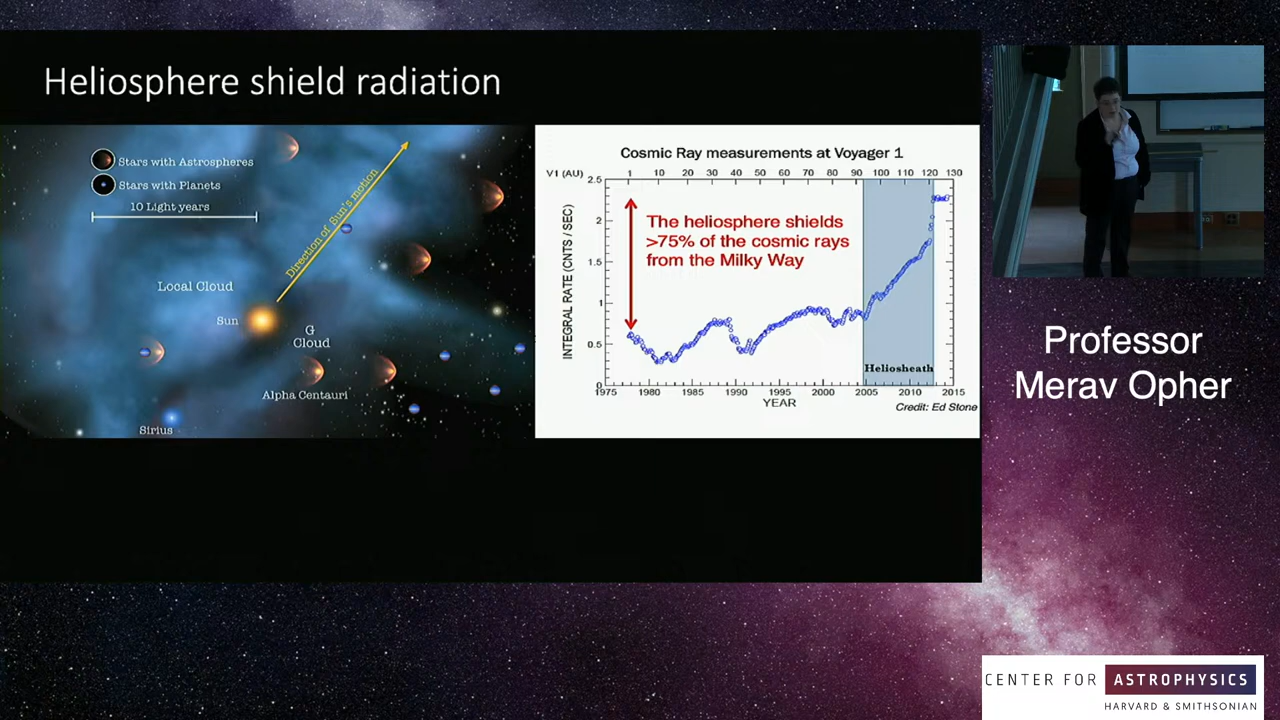 Heliosphere shield radiation
Stars with Astrospheres
Stars with Planets
10 Light years
Direction of Sun's motion
Local Cloud
Sun
G
Cloud
Alpha Centauri
Sirius
Cosmic Ray measurements at Voyager 1
V1 (AU) 1 10 20 30 40 50 60 70 80 90 100 110 120 130
2.5
2
1.5
1
0.5
0
INTEGRAL RATE (CNTS / SEC)
The heliosphere shields
>75% of the cosmic rays
from the Milky Way
Heliosheath
1975 1980 1985 1990 1995 2000 2005 2010 2015
YEAR
Credit: Ed Stone
Professor
Merav Opher
CENTER FOR ASTROPHYSICS
HARVARD & SMITHSONIAN